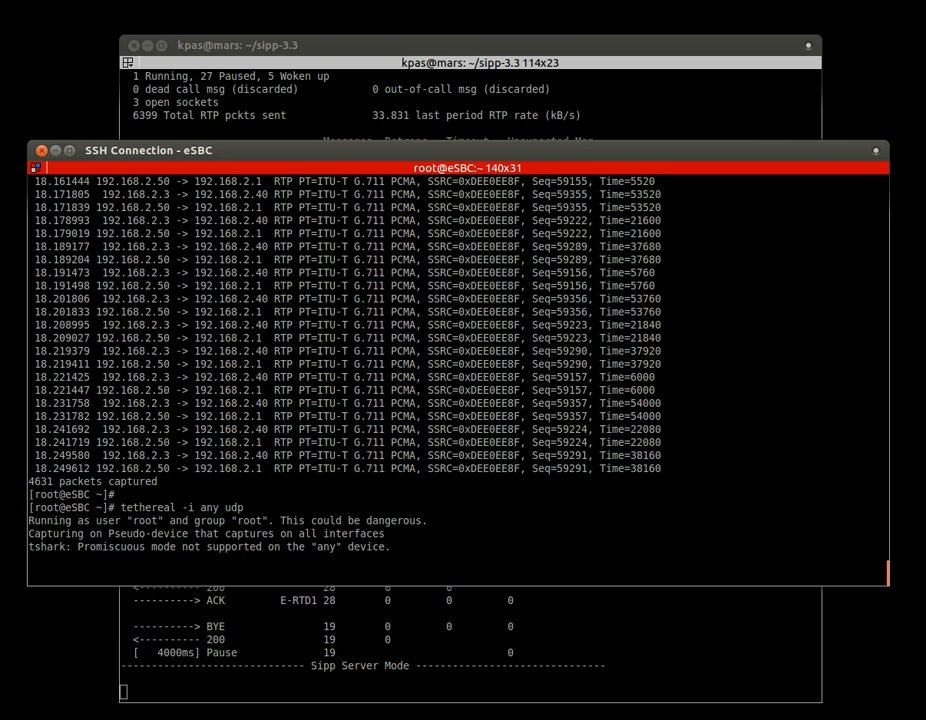 kpas@mars: ~/sipp-3.3
kpas@mars: ~/sipp-3.3 114x23
1 Running, 27 Paused, 5 Woken up
0 dead call msg (discarded) 0 out-of-call msg (discarded)
3 open sockets
6399 Total RTP pckts sent 33.831 last period RTP rate (kB/s)
Messages Retrans Timeout Unexpected-Msg
SSH Connection - eSBC
root@eSBC:~ 140x31
18.161444 192.168.2.50 -> 192.168.2.1 RTP PT=ITU-T G.711 PCMA, SSRC=0xDEE0EE8F, Seq=59155, Time=5520
18.171805 192.168.2.3 -> 192.168.2.40 RTP PT=ITU-T G.711 PCMA, SSRC=0xDEE0EE8F, Seq=59355, Time=53520
18.171839 192.168.2.50 -> 192.168.2.1 RTP PT=ITU-T G.711 PCMA, SSRC=0xDEE0EE8F, Seq=59355, Time=53520
18.178993 192.168.2.3 -> 192.168.2.40 RTP PT=ITU-T G.711 PCMA, SSRC=0xDEE0EE8F, Seq=59222, Time=21600
18.179019 192.168.2.50 -> 192.168.2.1 RTP PT=ITU-T G.711 PCMA, SSRC=0xDEE0EE8F, Seq=59222, Time=21600
18.189177 192.168.2.3 -> 192.168.2.40 RTP PT=ITU-T G.711 PCMA, SSRC=0xDEE0EE8F, Seq=59289, Time=37680
18.189204 192.168.2.50 -> 192.168.2.1 RTP PT=ITU-T G.711 PCMA, SSRC=0xDEE0EE8F, Seq=59289, Time=37680
18.191473 192.168.2.3 -> 192.168.2.40 RTP PT=ITU-T G.711 PCMA, SSRC=0xDEE0EE8F, Seq=59156, Time=5760
18.191498 192.168.2.50 -> 192.168.2.1 RTP PT=ITU-T G.711 PCMA, SSRC=0xDEE0EE8F, Seq=59156, Time=5760
18.201806 192.168.2.3 -> 192.168.2.40 RTP PT=ITU-T G.711 PCMA, SSRC=0xDEE0EE8F, Seq=59356, Time=53760
18.201833 192.168.2.50 -> 192.168.2.1 RTP PT=ITU-T G.711 PCMA, SSRC=0xDEE0EE8F, Seq=59356, Time=53760
18.208995 192.168.2.3 -> 192.168.2.40 RTP PT=ITU-T G.711 PCMA, SSRC=0xDEE0EE8F, Seq=59223, Time=21840
18.209027 192.168.2.50 -> 192.168.2.1 RTP PT=ITU-T G.711 PCMA, SSRC=0xDEE0EE8F, Seq=59223, Time=21840
18.219379 192.168.2.3 -> 192.168.2.40 RTP PT=ITU-T G.711 PCMA, SSRC=0xDEE0EE8F, Seq=59290, Time=37920
18.219411 192.168.2.50 -> 192.168.2.1 RTP PT=ITU-T G.711 PCMA, SSRC=0xDEE0EE8F, Seq=59290, Time=37920
18.221425 192.168.2.3 -> 192.168.2.40 RTP PT=ITU-T G.711 PCMA, SSRC=0xDEE0EE8F, Seq=59157, Time=6000
18.221447 192.168.2.50 -> 192.168.2.1 RTP PT=ITU-T G.711 PCMA, SSRC=0xDEE0EE8F, Seq=59157, Time=6000
18.231758 192.168.2.3 -> 192.168.2.40 RTP PT=ITU-T G.711 PCMA, SSRC=0xDEE0EE8F, Seq=59357, Time=54000
18.231782 192.168.2.50 -> 192.168.2.1 RTP PT=ITU-T G.711 PCMA, SSRC=0xDEE0EE8F, Seq=59357, Time=54000
18.241692 192.168.2.3 -> 192.168.2.40 RTP PT=ITU-T G.711 PCMA, SSRC=0xDEE0EE8F, Seq=59224, Time=22080
18.241719 192.168.2.50 -> 192.168.2.1 RTP PT=ITU-T G.711 PCMA, SSRC=0xDEE0EE8F, Seq=59224, Time=22080
18.249580 192.168.2.3 -> 192.168.2.40 RTP PT=ITU-T G.711 PCMA, SSRC=0xDEE0EE8F, Seq=59291, Time=38160
18.249612 192.168.2.50 -> 192.168.2.1 RTP PT=ITU-T G.711 PCMA, SSRC=0xDEE0EE8F, Seq=59291, Time=38160
4631 packets captured
[root@eSBC ~]#
[root@eSBC ~]# tethereal -i any udp
Running as user "root" and group "root". This could be dangerous.
Capturing on Pseudo-device that captures on all interfaces
tshark: Promiscuous mode not supported on the "any" device.
<---------- 200 28 0 0
----------> ACK E-RTD1 28 0 0 0
----------> BYE 19 0 0 0
<---------- 200 19 0
[ 4000ms] Pause 19 0
----------------------------- Sipp Server Mode -------------------------------